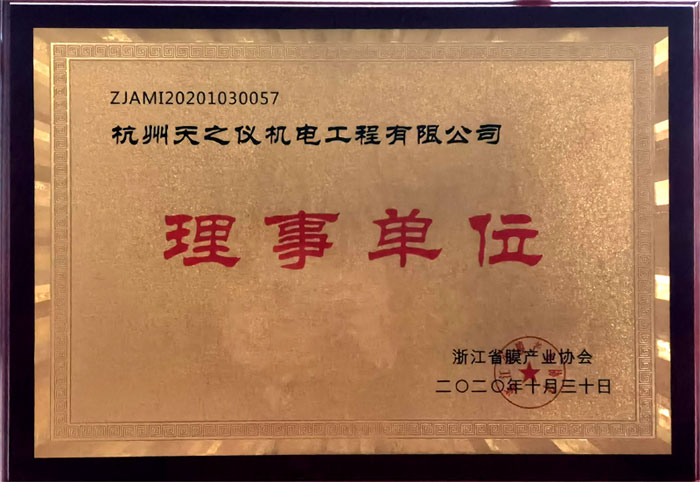 ZJAMI20201030057
杭州天之仪机电工程有限公司
理事单位
浙江省膜产业协会
二〇二〇年十月三十日